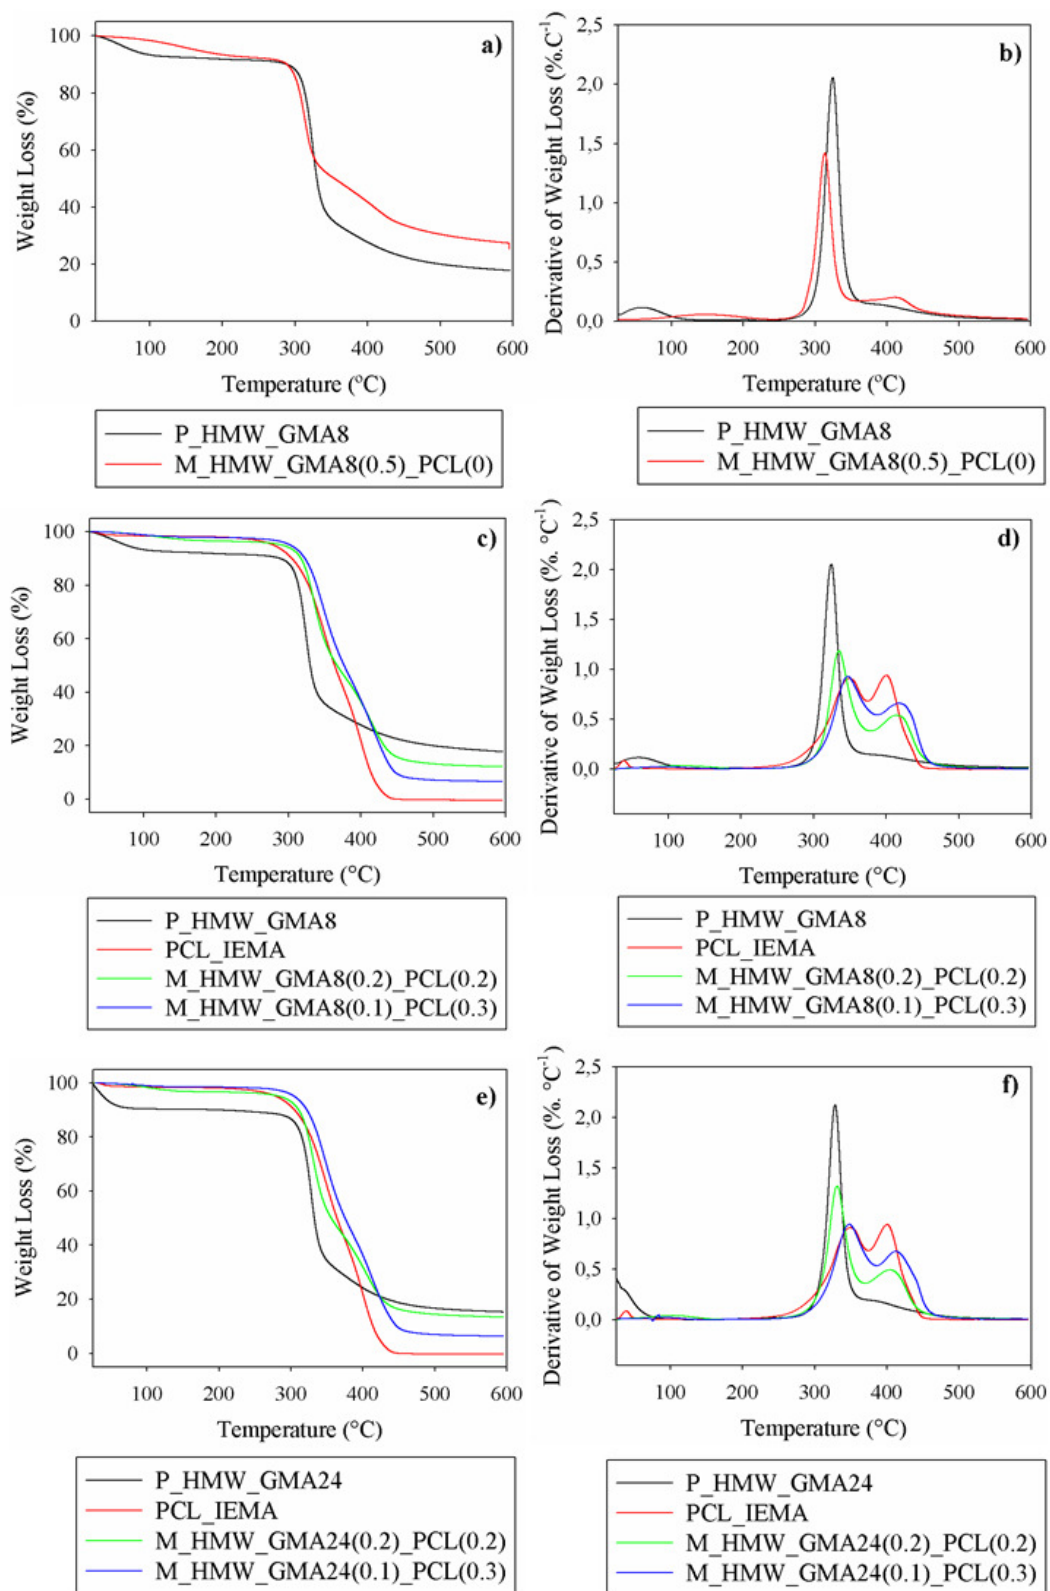 a)
Weight Loss (%)
100
80
60
40
20
0
100 200 300 400 500 600
Temperature (ºC)
P_HMW_GMA8
M_HMW_GMA8(0.5)_PCL(0)
b)
Derivative of Weight Loss (%.C⁻¹)
2,5
2,0
1,5
1,0
0,5
0,0
100 200 300 400 500 600
Temperature (ºC)
P_HMW_GMA8
M_HMW_GMA8(0.5)_PCL(0)
c)
Weight Loss (%)
100
80
60
40
20
0
100 200 300 400 500 600
Temperature (°C)
P_HMW_GMA8
PCL_IEMA
M_HMW_GMA8(0.2)_PCL(0.2)
M_HMW_GMA8(0.1)_PCL(0.3)
d)
Derivative of Weight Loss (%. °C⁻¹)
2,5
2,0
1,5
1,0
0,5
0,0
100 200 300 400 500 600
Temperature (°C)
P_HMW_GMA8
PCL_IEMA
M_HMW_GMA8(0.2)_PCL(0.2)
M_HMW_GMA8(0.1)_PCL(0.3)
e)
Weight Loss (%)
100
80
60
40
20
0
100 200 300 400 500 600
Temperature (°C)
P_HMW_GMA24
PCL_IEMA
M_HMW_GMA24(0.2)_PCL(0.2)
M_HMW_GMA24(0.1)_PCL(0.3)
f)
Derivative of Weight Loss (%. °C⁻¹)
2,5
2,0
1,5
1,0
0,5
0,0
100 200 300 400 500 600
Temperature (°C)
P_HMW_GMA24
PCL_IEMA
M_HMW_GMA24(0.2)_PCL(0.2)
M_HMW_GMA24(0.1)_PCL(0.3)